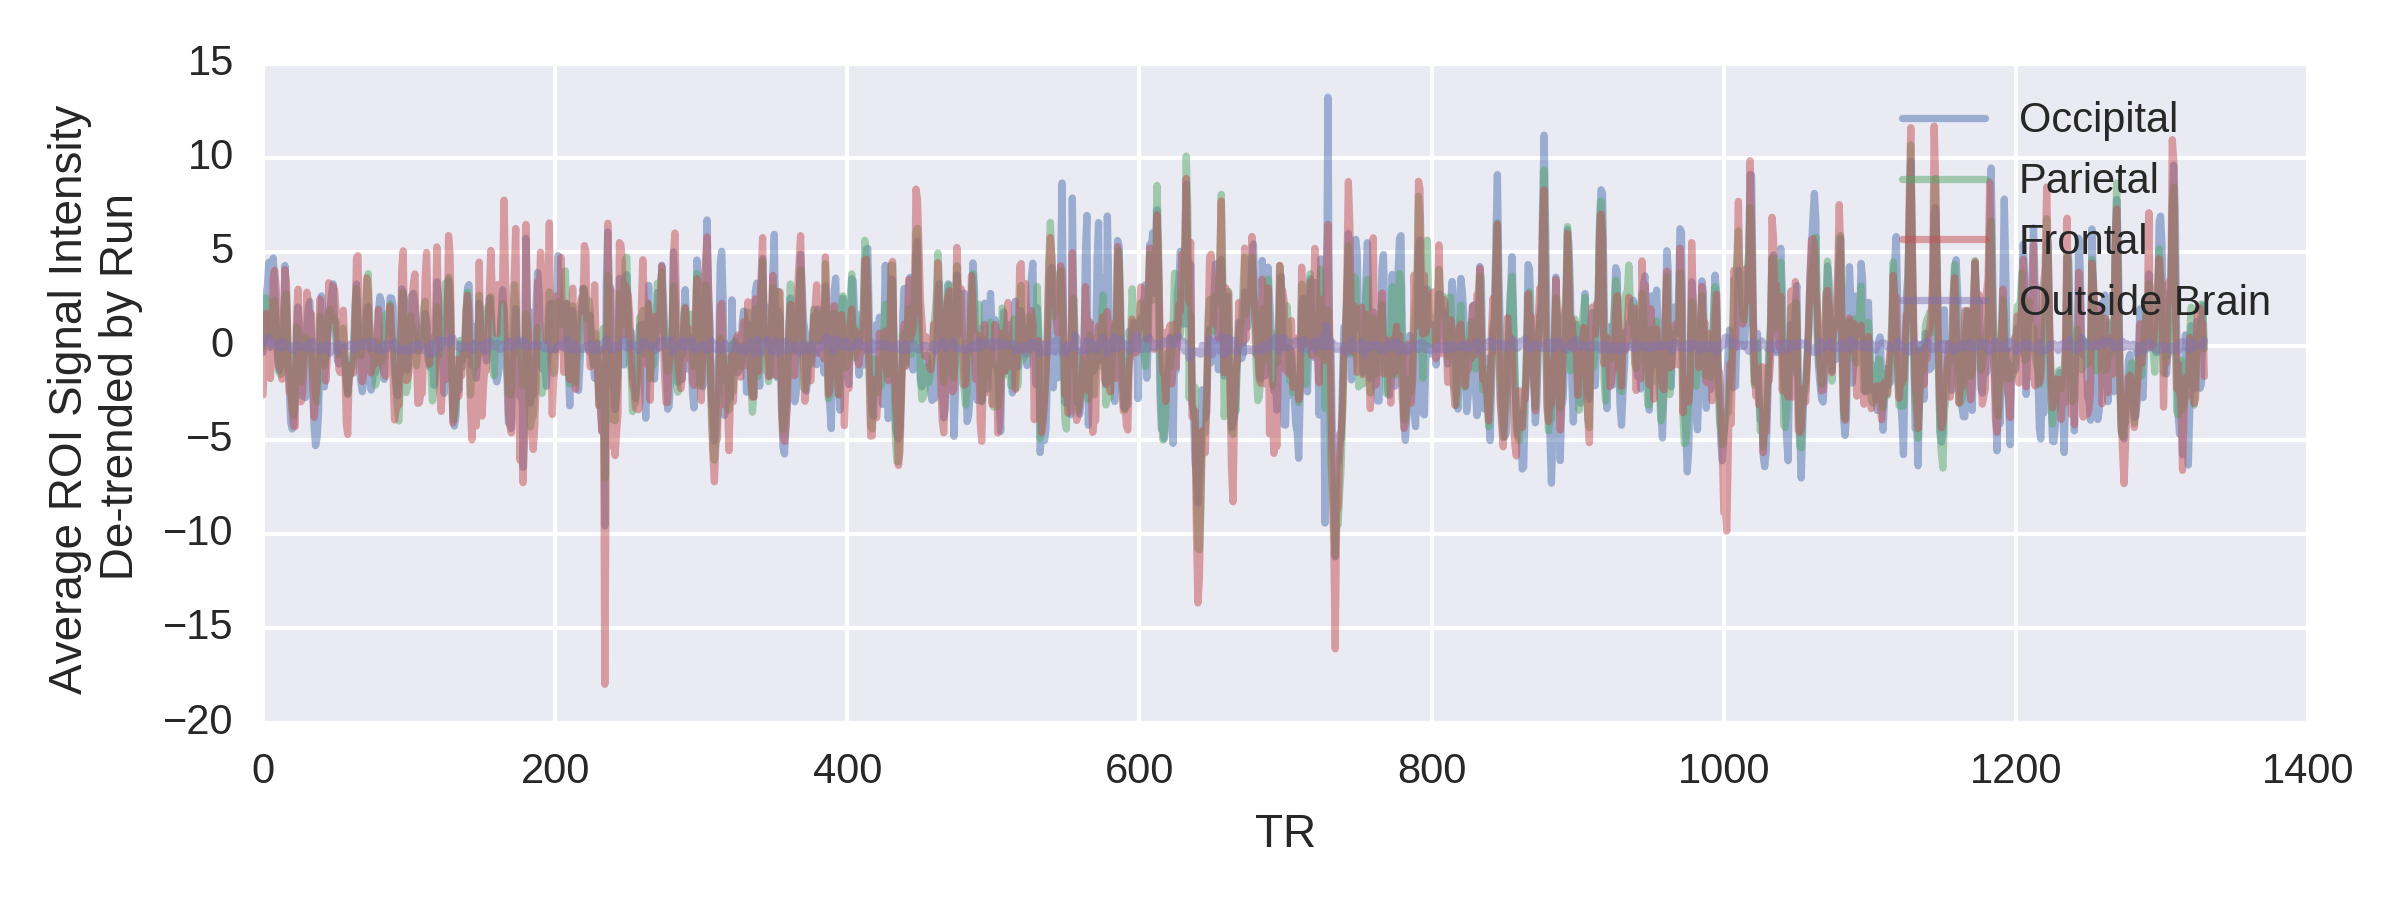 Average ROI Signal Intensity
De-trended by Run
15
10
5
0
−5
−10
−15
−20
Occipital
Parietal
Frontal
Outside Brain
0 200 400 600 800 1000 1200 1400
TR